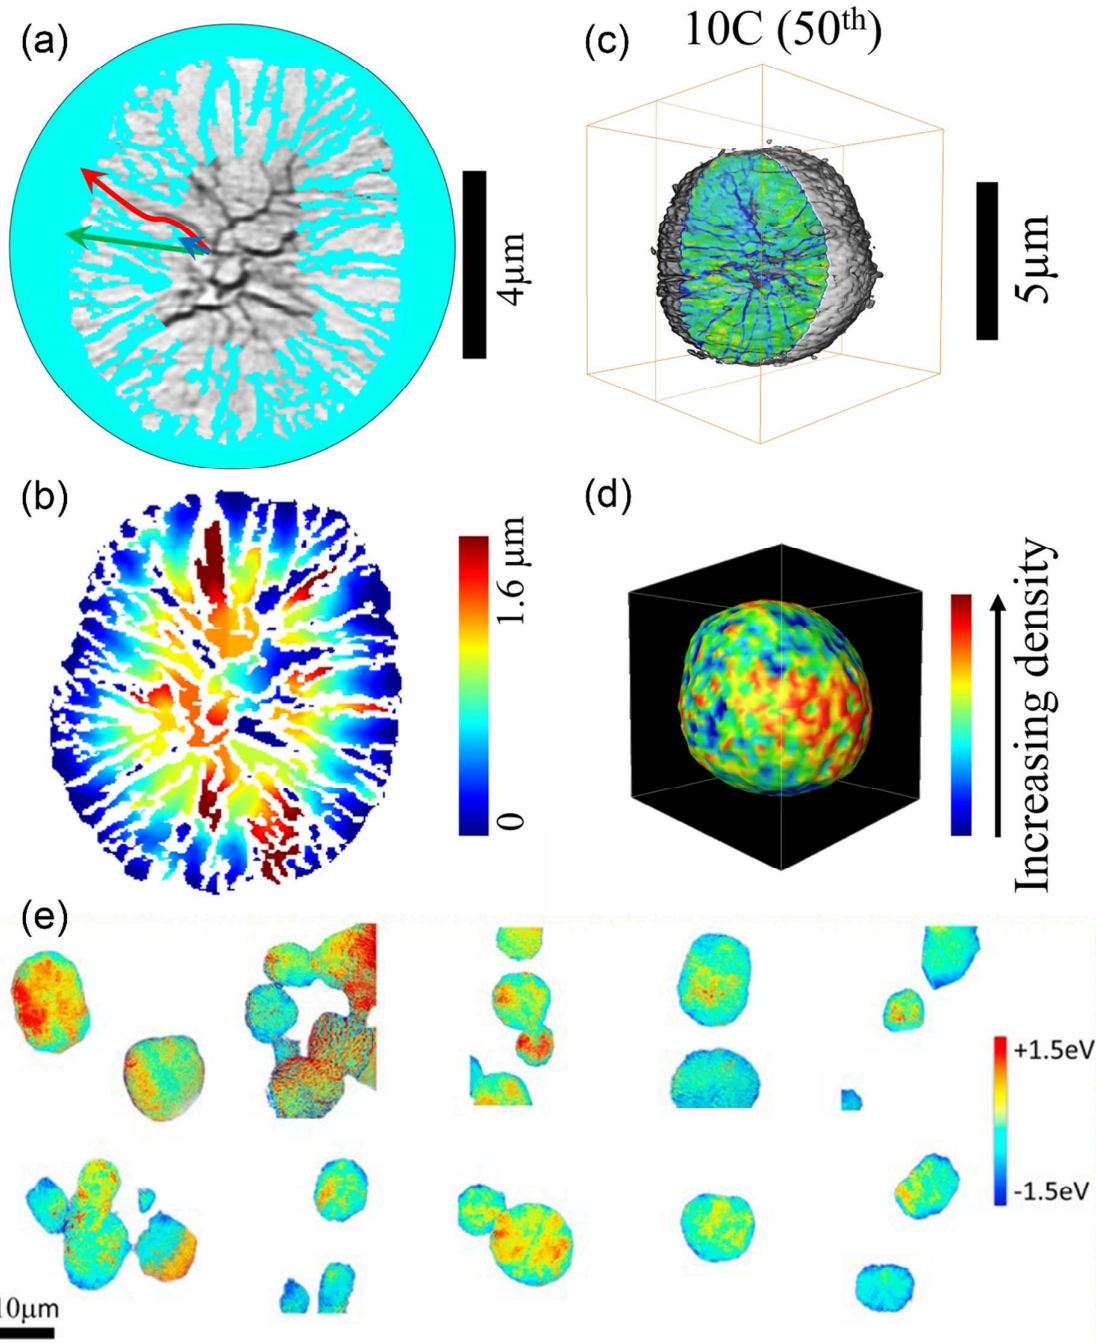 (a)
(c)
10C (50th)
4μm
5μm
(b)
(d)
1.6 μm
0
Increasing density
(e)
+1.5eV
-1.5eV
10μm